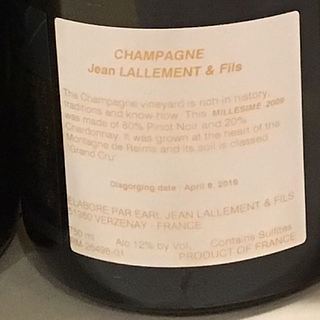 CHAMPAGNE
Jean LALLEMENT & Fils
The Champagne vineyard is rich in history,
traditions and know-how. This MILLESIME 2009
was made of 80% Pinot Noir and 20%
Chardonnay. It was grown at the heart of the
Montagne de Reims and its soil is classed
"Grand Cru"
Disgorging date : April 8, 2016
ELABORE PAR EARL JEAN LALLEMENT & FILS
51360 VERZENAY - FRANCE
750 ml Alc 12% by Vol, Contains Sulfites
PRODUCT OF FRANCE